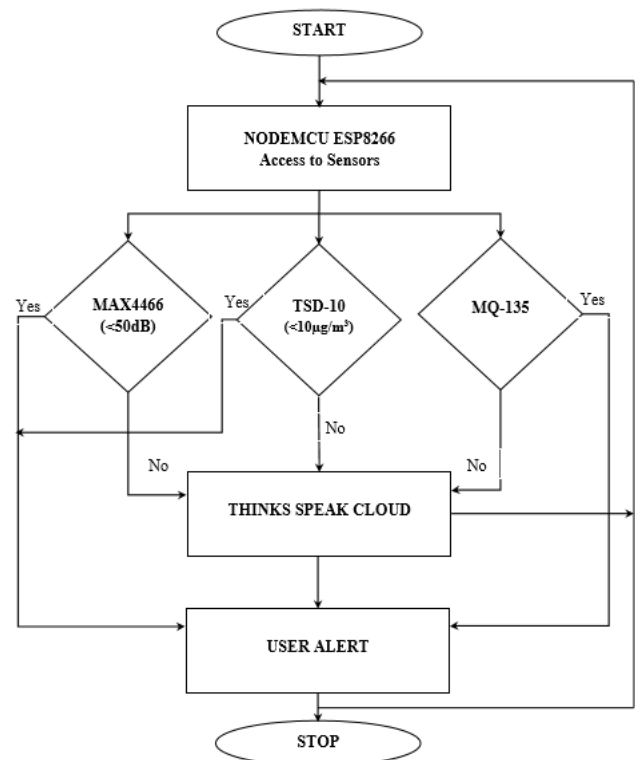 START
NODEMCU ESP8266
Access to Sensors
Yes
MAX4466
(<50dB)
Yes
TSD-10
(<10µg/m³)
MQ-135
Yes
No
No
No
THINKS SPEAK CLOUD
USER ALERT
STOP